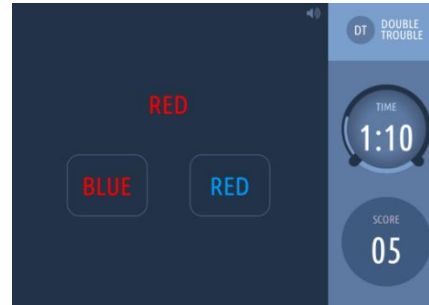 DT
DOUBLE
TROUBLE
RED
BLUE RED
TIME
1:10
SCORE
05